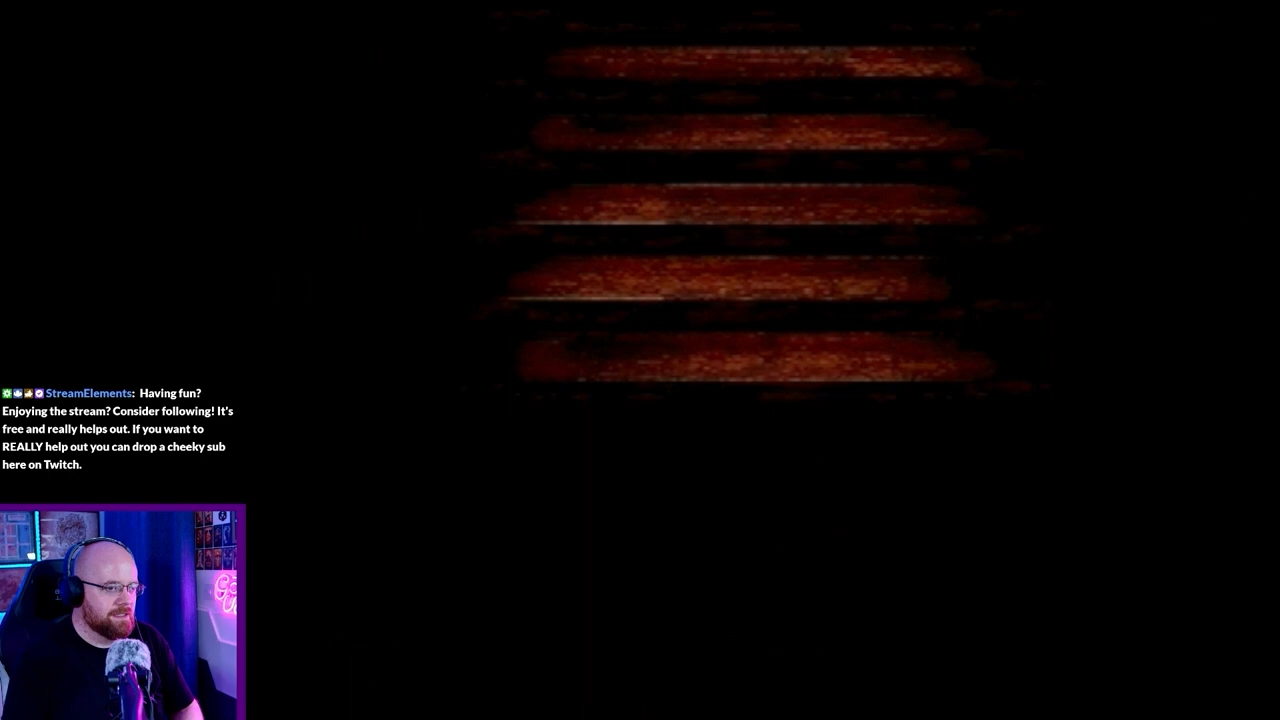 StreamElements: Having fun?
Enjoying the stream? Consider following! It's
free and really helps out. If you want to
REALLY help out you can drop a cheeky sub
here on Twitch.